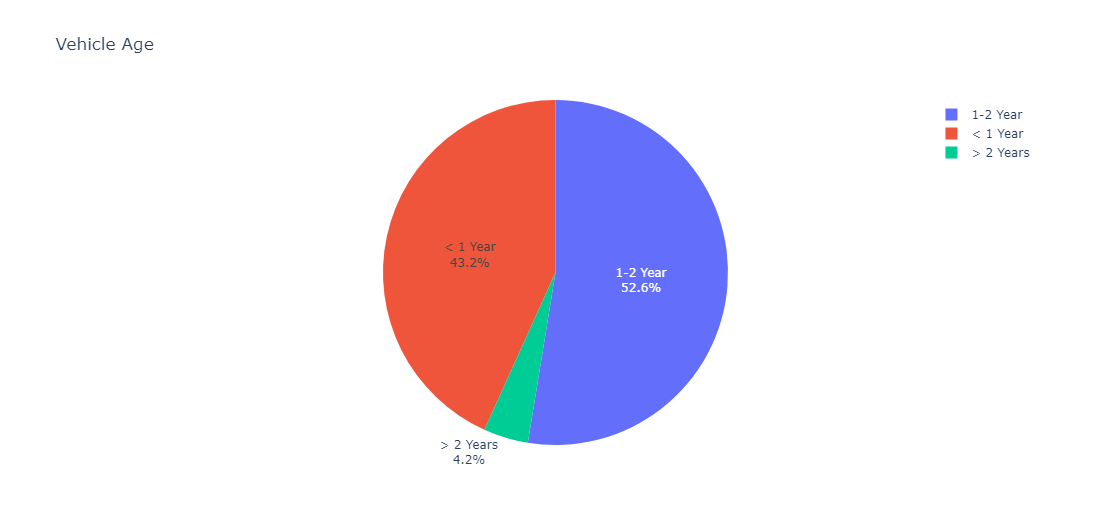 Vehicle Age
1-2 Year
< 1 Year
> 2 Years
< 1 Year
43.2%
1-2 Year
52.6%
> 2 Years
4.2%